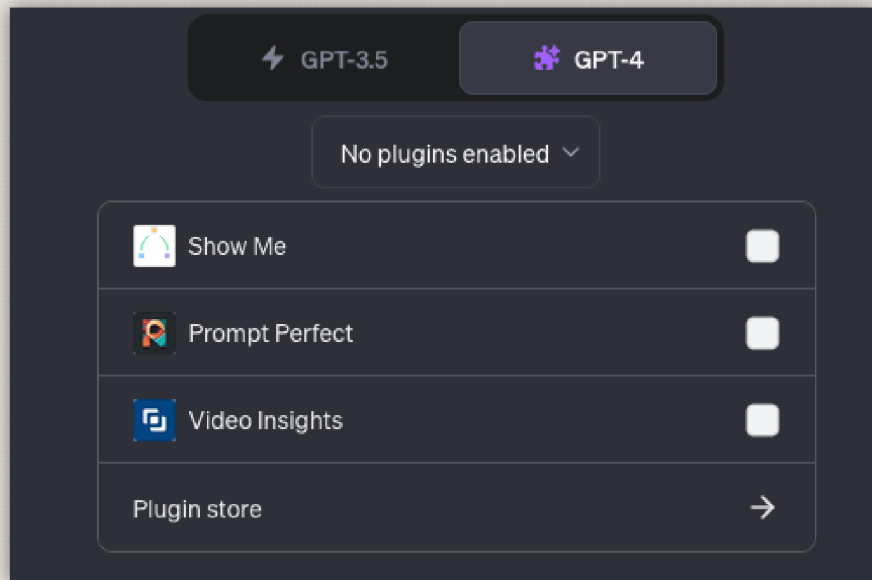 GPT-3.5
GPT-4
No plugins enabled
Show Me
Prompt Perfect
Video Insights
Plugin store